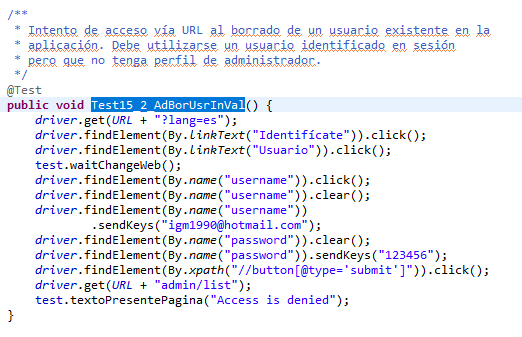 /**
 * Intento de acceso vía URL al borrado de un usuario existente en la
 * aplicación. Debe utilizarse un usuario identificado en sesión
 * pero que no tenga perfil de administrador.
 */
@Test
public void Test15_2_AdBorUsrInVal() {
    driver.get(URL + "?lang=es");
    driver.findElement(By.linkText("Identifícate")).click();
    driver.findElement(By.linkText("Usuario")).click();
    test.waitChangeWeb();
    driver.findElement(By.name("username")).click();
    driver.findElement(By.name("username")).clear();
    driver.findElement(By.name("username"))
            .sendKeys("igm1990@hotmail.com");
    driver.findElement(By.name("password")).clear();
    driver.findElement(By.name("password")).sendKeys("123456");
    driver.findElement(By.xpath("//button[@type='submit']")).click();
    driver.get(URL + "admin/list");
    test.textoPresentePagina("Access is denied");
}